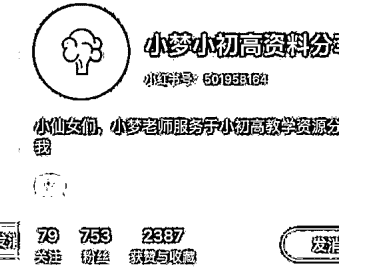 小梦小初高资料分
小红书号：501958164
小仙女们，小梦老师服务于小初高教学资源分
我
79 753 2387
关注 粉丝 获赞与收藏
发消